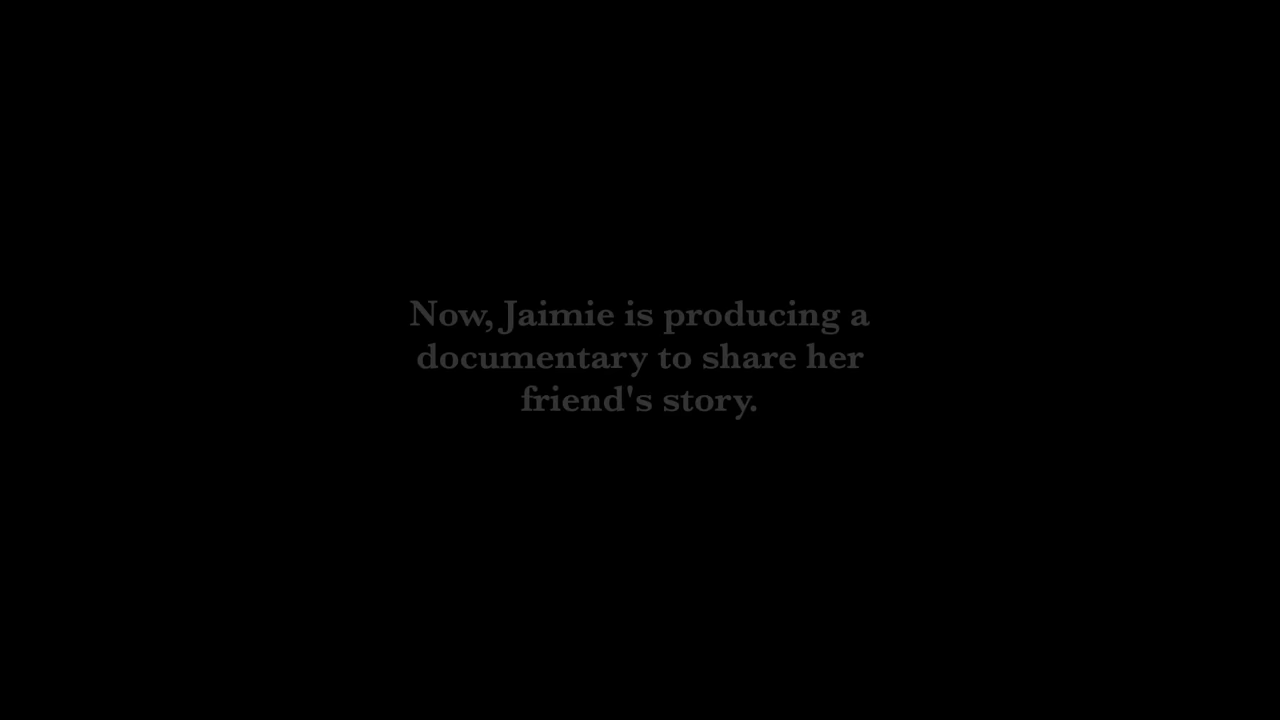 Now, Jaimie is producing a
documentary to share her
friend's story.